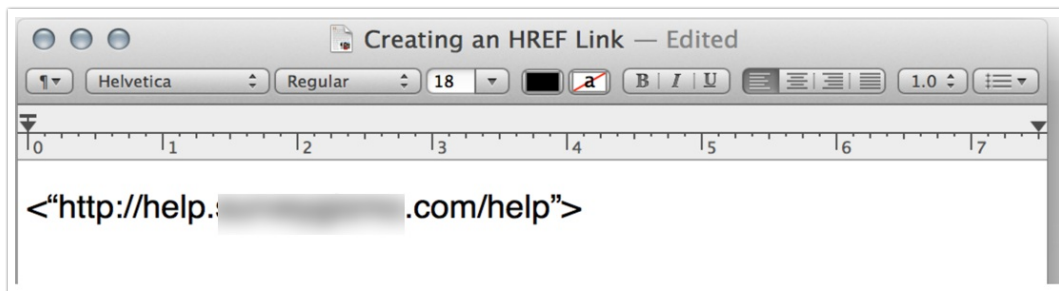 Creating an HREF Link — Edited
¶ Helvetica Regular 18 a B I U 1.0
0 1 2 3 4 5 6 7
<“http://help. .com/help”>